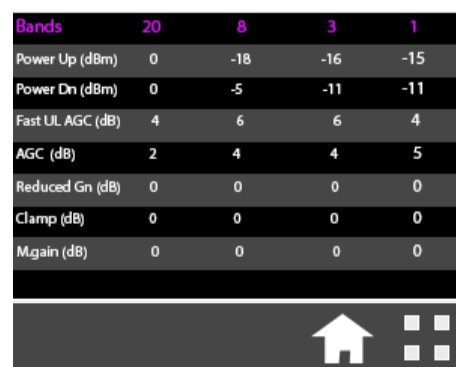 Bands 20 8 3 1
Power Up (dBm) 0 -18 -16 -15
Power Dn (dBm) 0 -5 -11 -11
Fast UL AGC (dB) 4 6 6 4
AGC (dB) 2 4 4 5
Reduced Gn (dB) 0 0 0 0
Clamp (dB) 0 0 0 0
M.gain (dB) 0 0 0 0